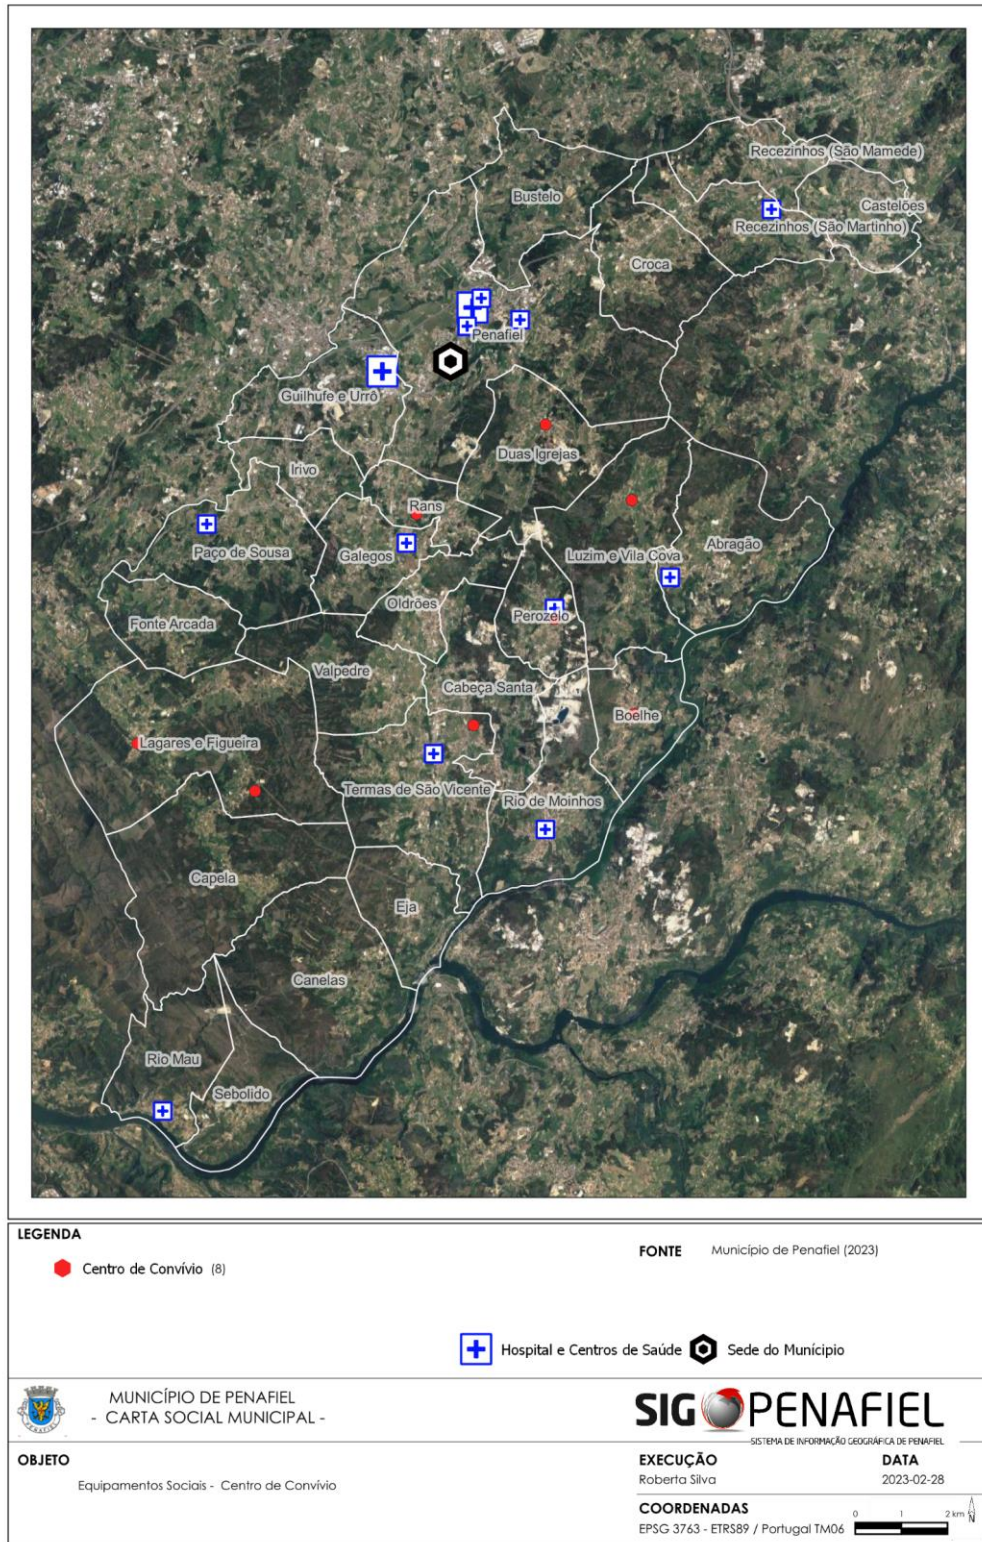 Recezinhos (São Mamede)
Bustelo
Castelões
Recezinhos (São Martinho)
Croca
Penafiel
Guilhufe e Urrô
Duas Igrejas
Irivo
Rans
Paço de Sousa
Galegos
Luzim e Vila Cova
Abragão
Oldrões
Fonte Arcada
Perozelo
Valpedre
Cabeça Santa
Boelhe
Lagares e Figueira
Termas de São Vicente
Rio de Moinhos
Capela
Eja
Canelas
Rio Mau
Sebolido
LEGENDA
Centro de Convívio (8)
FONTE Município de Penafiel (2023)
Hospital e Centros de Saúde
Sede do Munícipio
MUNICÍPIO DE PENAFIEL
- CARTA SOCIAL MUNICIPAL -
SIG PENAFIEL
SISTEMA DE INFORMAÇÃO GEOGRÁFICA DE PENAFIEL
OBJETO
Equipamentos Sociais - Centro de Convívio
EXECUÇÃO
Roberta Silva
DATA
2023-02-28
COORDENADAS
EPSG 3763 - ETRS89 / Portugal TM06
0 1 2 km
N